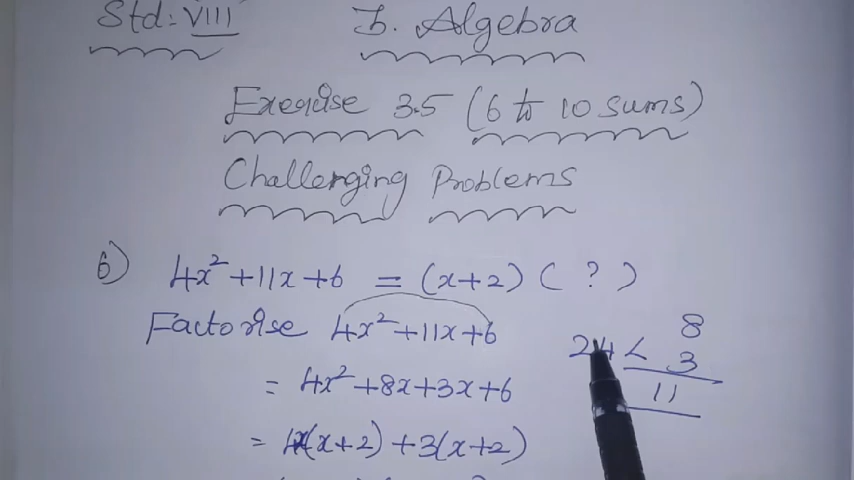 Std: VIII
3. Algebra
Exercise 3.5 (6 to 10 sums)
Challenging Problems
6) 4x² + 11x + 6 = (x+2) ( ? )
Factorise 4x² + 11x + 6
24 < 8
3
11
= 4x² + 8x + 3x + 6
= 4x(x+2) + 3(x+2)